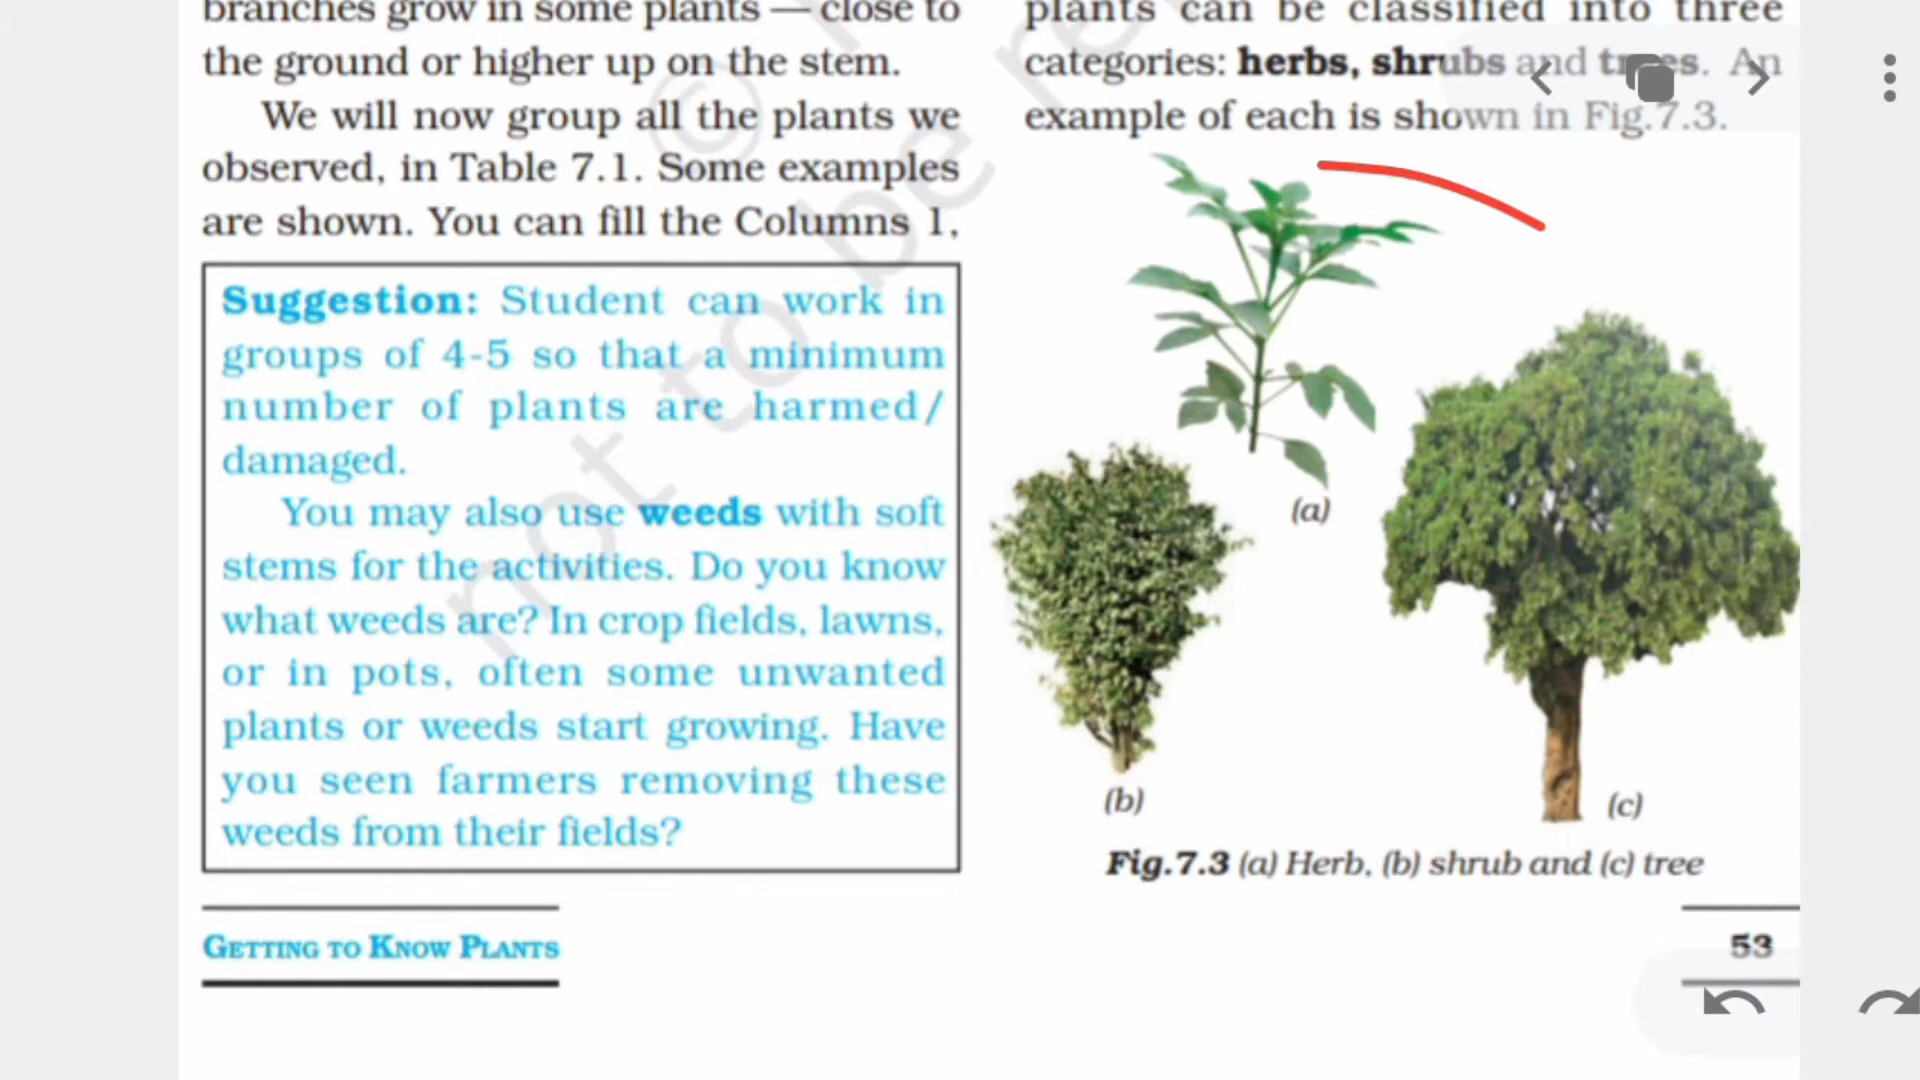 branches grow in some plants — close to
the ground or higher up on the stem.
We will now group all the plants we
observed, in Table 7.1. Some examples
are shown. You can fill the Columns 1,
Suggestion: Student can work in
groups of 4-5 so that a minimum
number of plants are harmed/
damaged.
You may also use weeds with soft
stems for the activities. Do you know
what weeds are? In crop fields, lawns,
or in pots, often some unwanted
plants or weeds start growing. Have
you seen farmers removing these
weeds from their fields?
plants can be classified into three
categories: herbs, shrubs and trees. An
example of each is shown in Fig.7.3.
(a)
(b)
(c)
Fig.7.3 (a) Herb, (b) shrub and (c) tree
GETTING TO KNOW PLANTS
53
©
not to be re